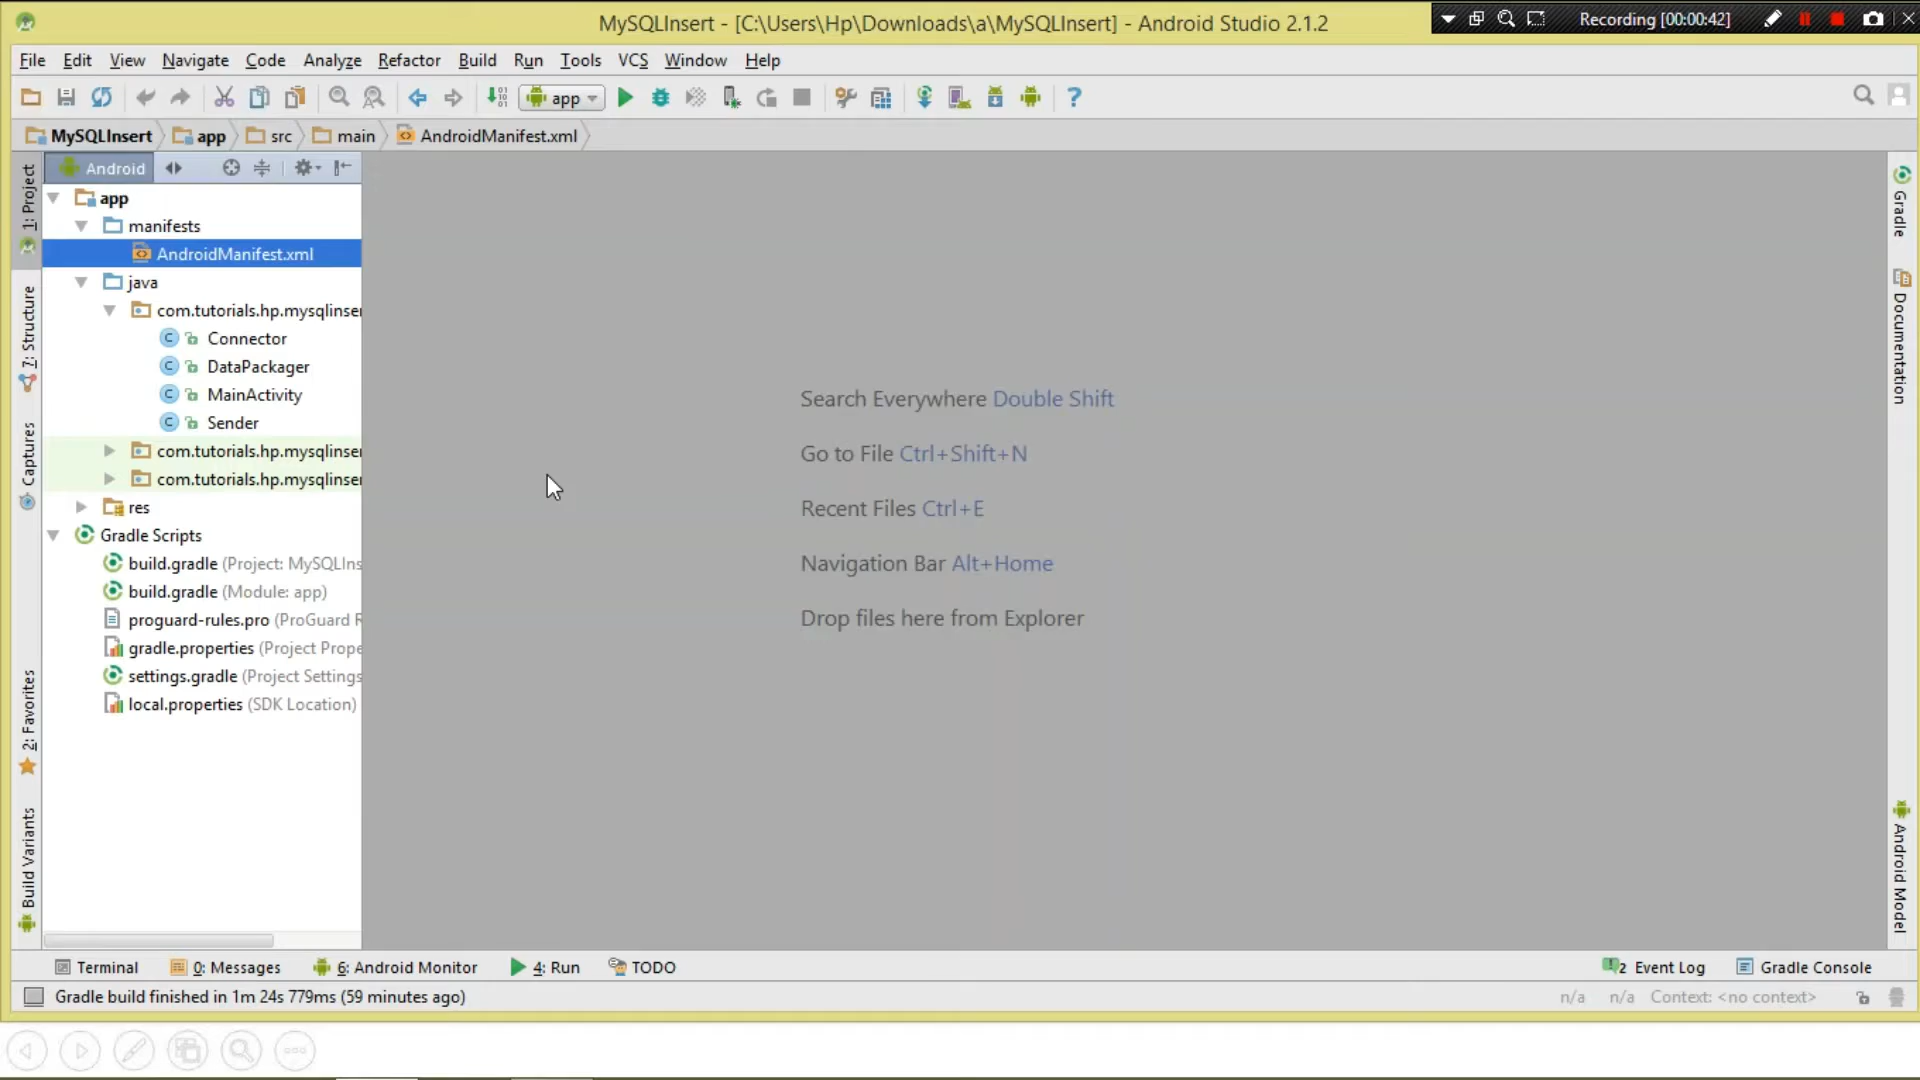 MySQLInsert - [C:\Users\Hp\Downloads\a\MySQLInsert] - Android Studio 2.1.2
Recording [00:00:42]
File Edit View Navigate Code Analyze Refactor Build Run Tools VCS Window Help
app
MySQLInsert app src main AndroidManifest.xml
1: Project
7: Structure
Captures
2: Favorites
Build Variants
Android
app
manifests
AndroidManifest.xml
java
com.tutorials.hp.mysqlinser
Connector
DataPackager
MainActivity
Sender
com.tutorials.hp.mysqlinser
com.tutorials.hp.mysqlinser
res
Gradle Scripts
build.gradle (Project: MySQLIns
build.gradle (Module: app)
proguard-rules.pro (ProGuard R
gradle.properties (Project Prope
settings.gradle (Project Settings
local.properties (SDK Location)
Search Everywhere Double Shift
Go to File Ctrl+Shift+N
Recent Files Ctrl+E
Navigation Bar Alt+Home
Drop files here from Explorer
Gradle
Documentation
Android Model
Terminal 0: Messages 6: Android Monitor 4: Run TODO 2 Event Log Gradle Console
Gradle build finished in 1m 24s 779ms (59 minutes ago) n/a n/a Context: <no context>